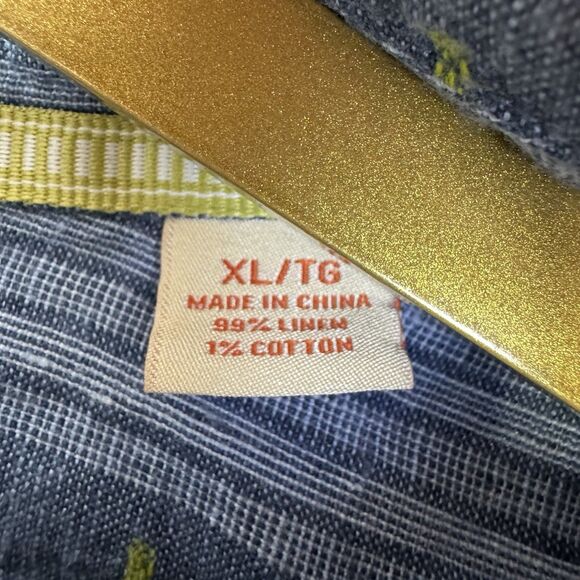 XL/TG
MADE IN CHINA
99% LINEN
1% COTTON